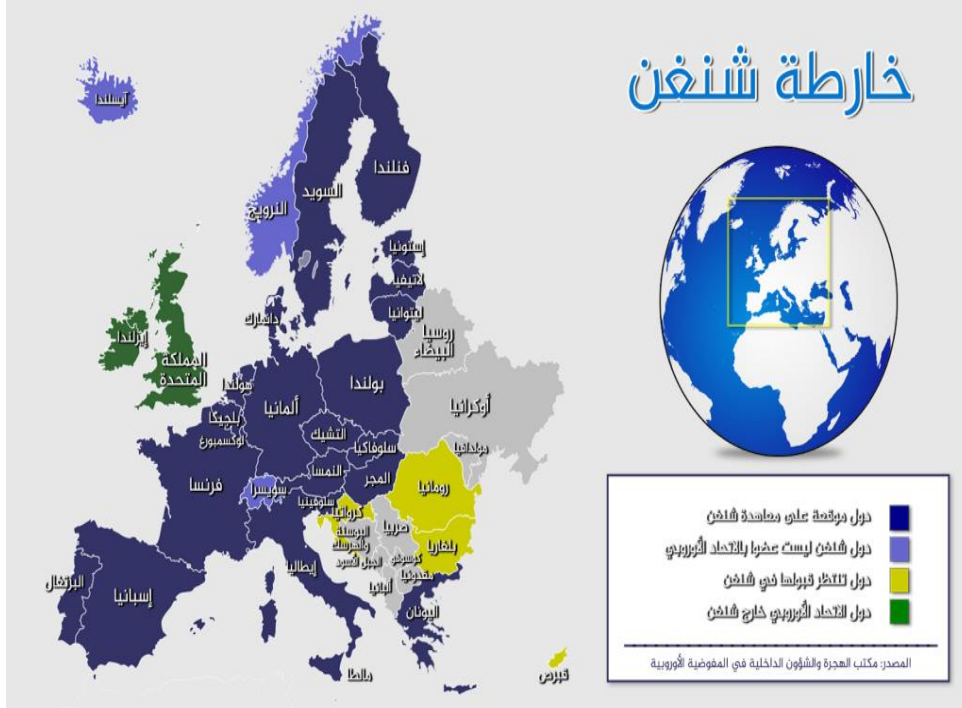 خارطة شنغن
آيسلندا
فنلندا
السويد
النرويج
إستونيا
لاتيفيا
ليتوانيا
دانمارك
روسيا
البيضاء
إيرلندا
المملكة
المتحدة
هولندا
بولندا
ألمانيا
أوكرانيا
بلجيكا
لوكسمبورغ
التشيك
سلوفاكيا
مولدافيا
النمسا
المجر
فرنسا
سويسرا
رومانيا
سلوفينيا
كرواتيا
صربيا
البوسنة
والهرسك
بلغاريا
كوسوفو
الجبل الأسود
إيطاليا
مقدونيا
ألبانيا
البرتغال
إسبانيا
اليونان
مالطا
قبرص
دول موقعة على معاهدة شنغن
دول شنغن ليست عضوا بالاتحاد الأوروبي
دول تنتظر قبولها في شنغن
دول الاتحاد الأوروبي خارج شنغن
المصدر: مكتب الهجرة والشؤون الداخلية في المفوضية الأوروبية